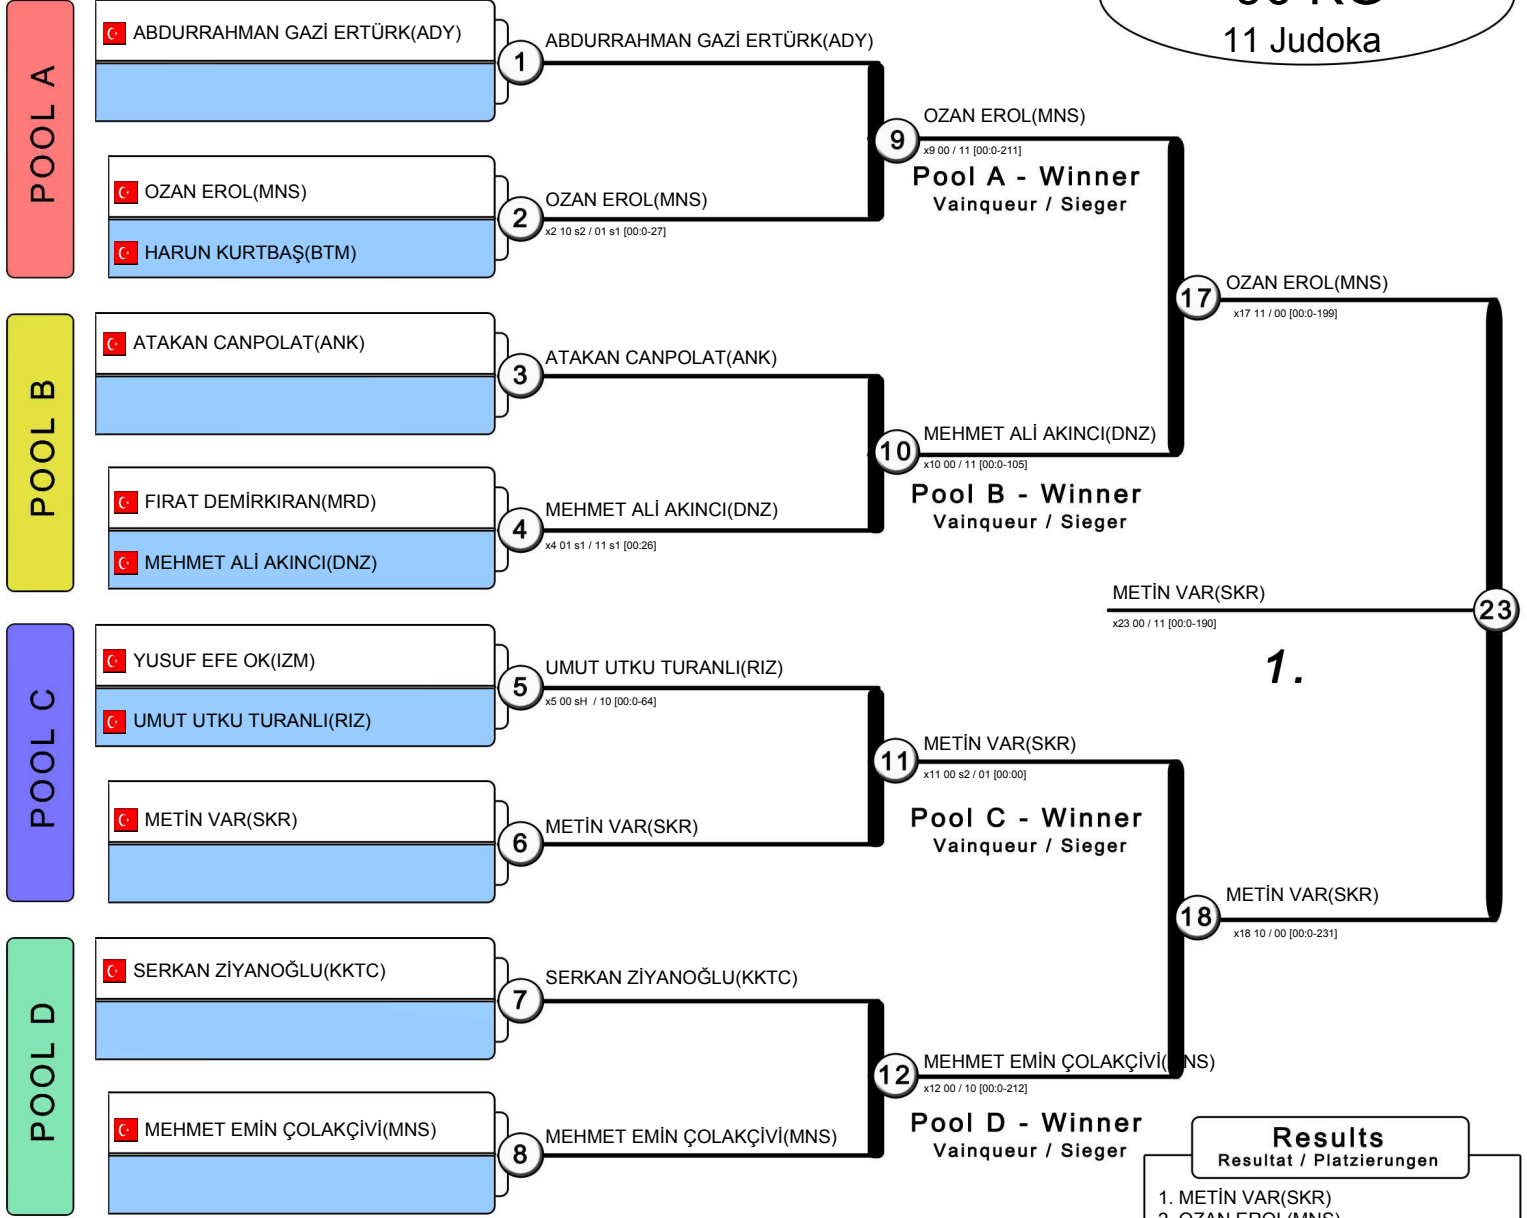 11 Judoka
POOL A
ABDURRAHMAN GAZİ ERTÜRK(ADY)
1
ABDURRAHMAN GAZİ ERTÜRK(ADY)
OZAN EROL(MNS)
HARUN KURTBAŞ(BTM)
2
OZAN EROL(MNS)
x2 10 s2 / 01 s1 [00:0-27]
9
OZAN EROL(MNS)
x9 00 / 11 [00:0-211]
Pool A - Winner
Vainqueur / Sieger
POOL B
ATAKAN CANPOLAT(ANK)
3
ATAKAN CANPOLAT(ANK)
FIRAT DEMİRKIRAN(MRD)
MEHMET ALİ AKINCI(DNZ)
4
MEHMET ALİ AKINCI(DNZ)
x4 01 s1 / 11 s1 [00:26]
10
MEHMET ALİ AKINCI(DNZ)
x10 00 / 11 [00:0-105]
Pool B - Winner
Vainqueur / Sieger
17
OZAN EROL(MNS)
x17 11 / 00 [00:0-199]
POOL C
YUSUF EFE OK(IZM)
UMUT UTKU TURANLI(RIZ)
5
UMUT UTKU TURANLI(RIZ)
x5 00 sH / 10 [00:0-64]
METİN VAR(SKR)
6
METİN VAR(SKR)
11
METİN VAR(SKR)
x11 00 s2 / 01 [00:00]
Pool C - Winner
Vainqueur / Sieger
POOL D
SERKAN ZİYANOĞLU(KKTC)
7
SERKAN ZİYANOĞLU(KKTC)
MEHMET EMİN ÇOLAKÇİVİ(MNS)
8
MEHMET EMİN ÇOLAKÇİVİ(MNS)
12
MEHMET EMİN ÇOLAKÇİVİ(MNS)
x12 00 / 10 [00:0-212]
Pool D - Winner
Vainqueur / Sieger
18
METİN VAR(SKR)
x18 10 / 00 [00:0-231]
23
METİN VAR(SKR)
x23 00 / 11 [00:0-190]
1.
Results
Resultat / Platzierungen
1. METİN VAR(SKR)
2. OZAN EROL(MNS)